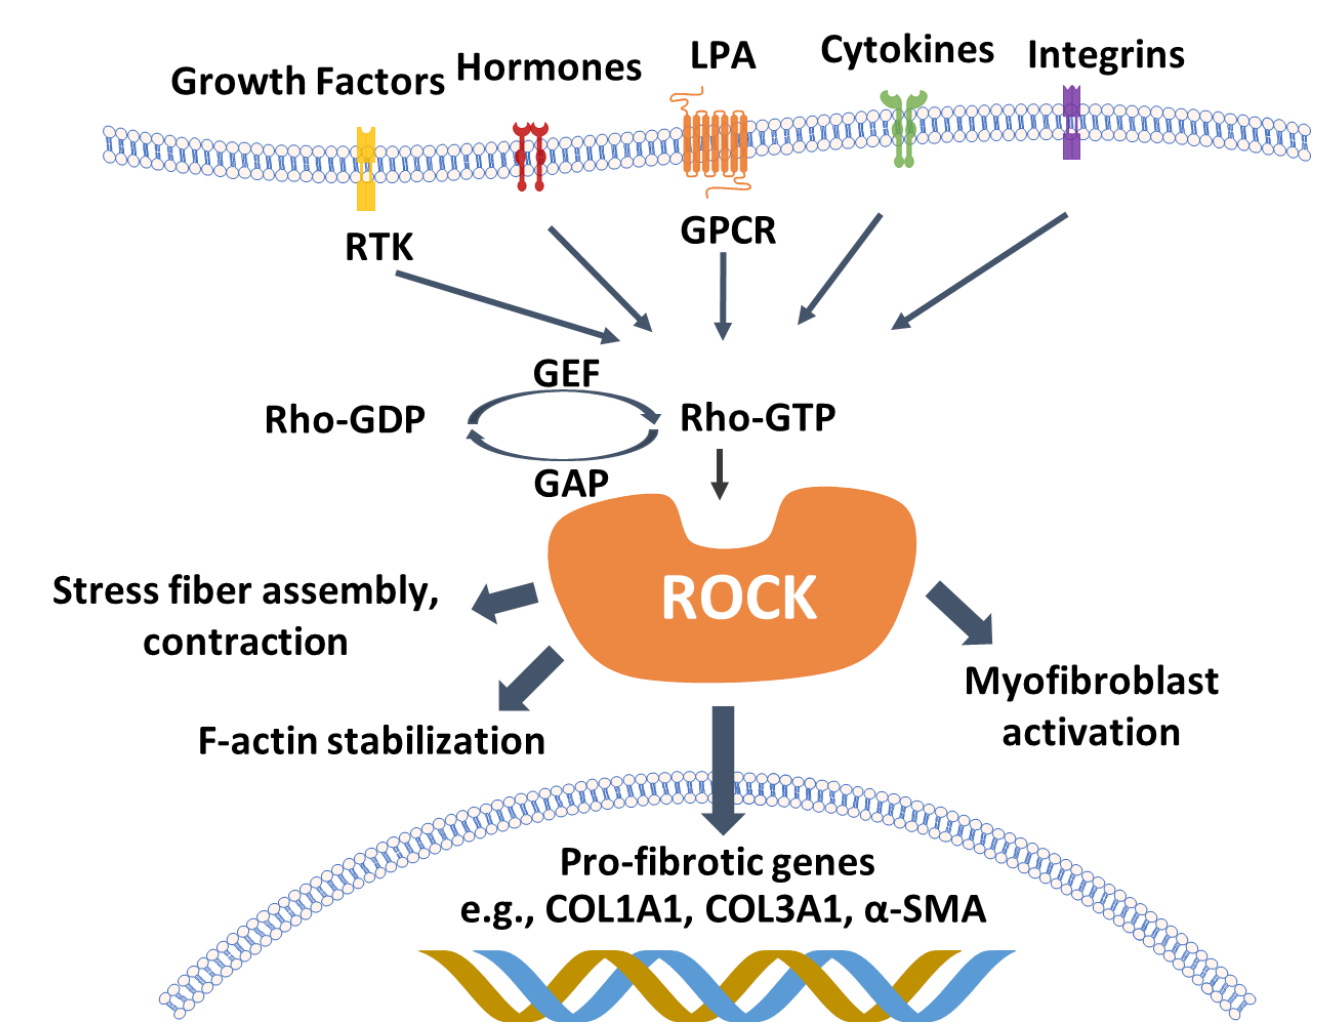 Growth Factors
Hormones
LPA
Cytokines
Integrins
RTK
GPCR
GEF
Rho-GDP
Rho-GTP
GAP
ROCK
Stress fiber assembly,
contraction
F-actin stabilization
Myofibroblast
activation
Pro-fibrotic genes
e.g., COL1A1, COL3A1, α-SMA